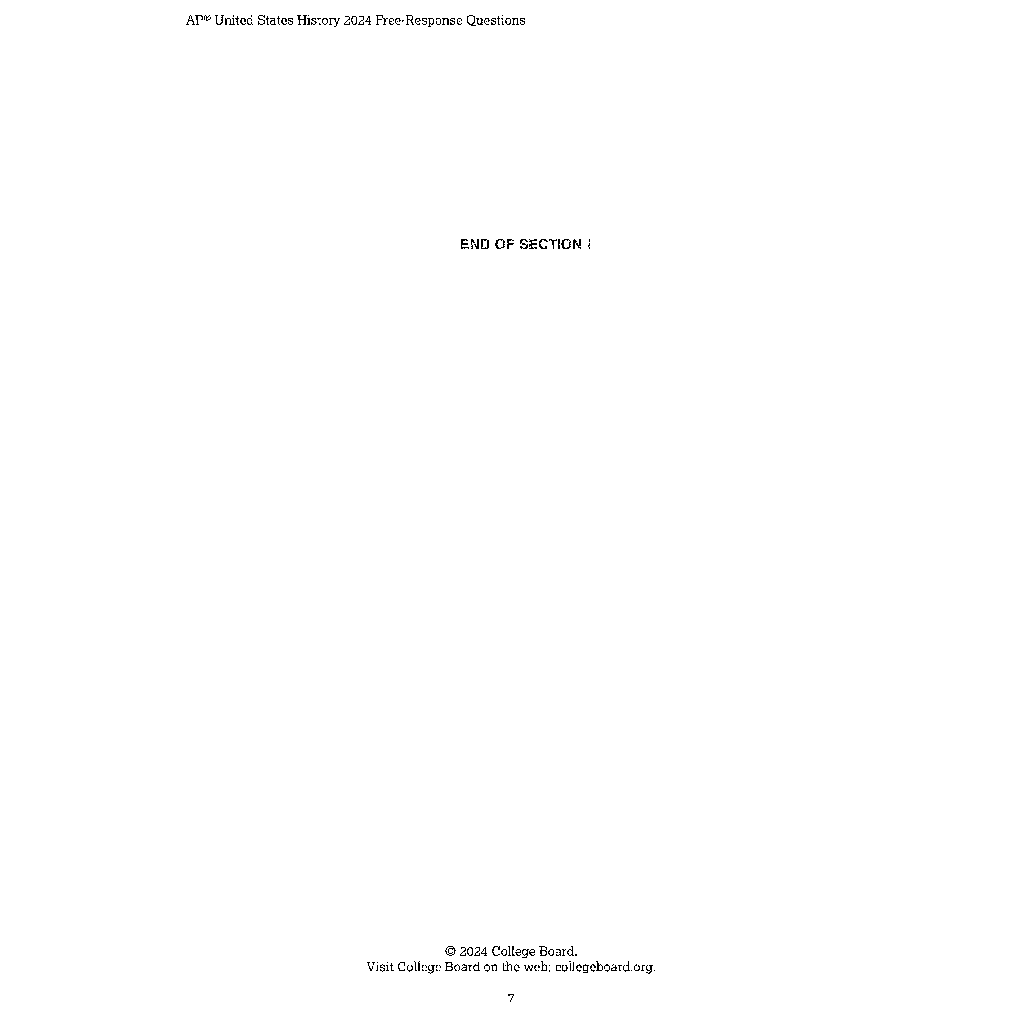 AP® United States History 2024 Free-Response Questions
END OF SECTION I
© 2024 College Board.
Visit College Board on the web: collegeboard.org.
7